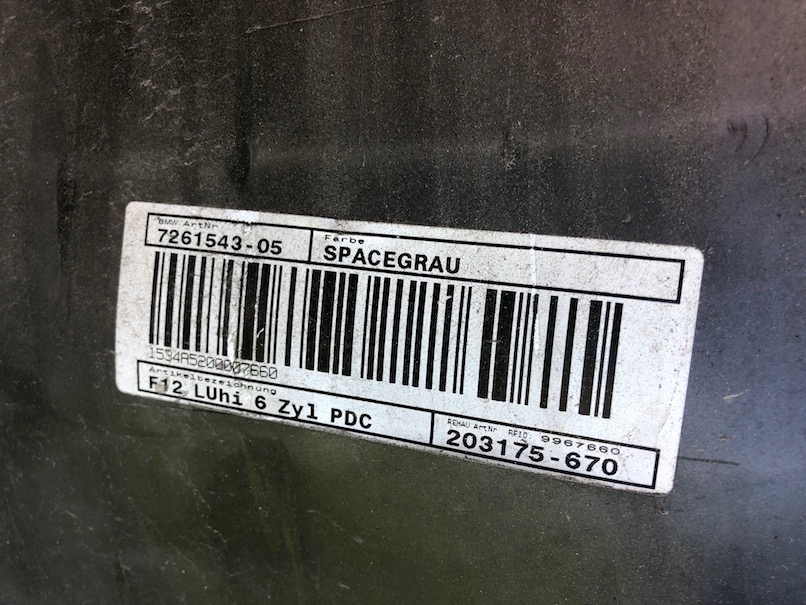 BMW ArtNr Farbe
7261543-05 SPACEGRAU
1534A5200007660
Artikelbezeichnung
F12 LUhi 6 Zyl PDC
REHAU ArtNr RFID: 9967660
203175-670